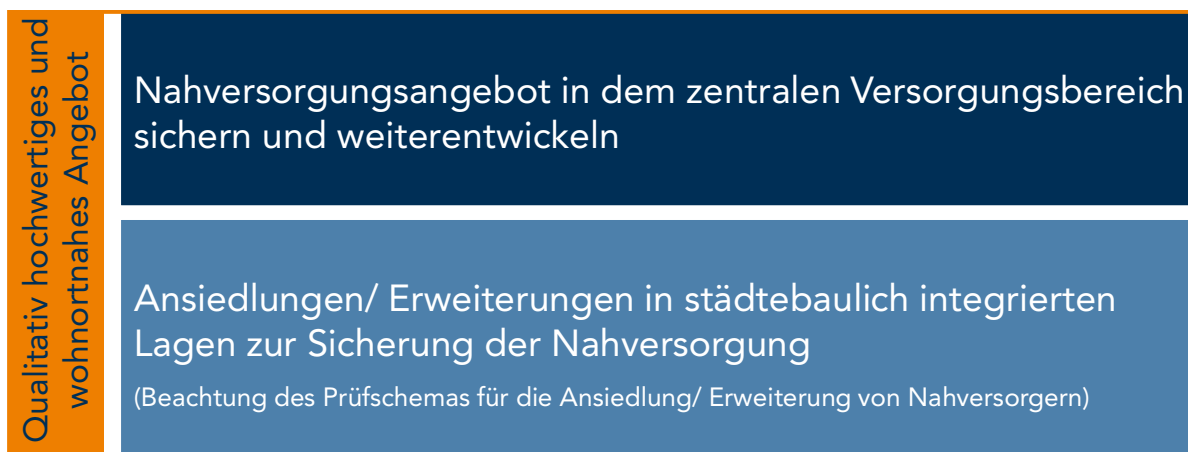 Qualitativ hochwertiges und
wohnortnahes Angebot
Nahversorgungsangebot in dem zentralen Versorgungsbereich
sichern und weiterentwickeln
Ansiedlungen/ Erweiterungen in städtebaulich integrierten
Lagen zur Sicherung der Nahversorgung
(Beachtung des Prüfschemas für die Ansiedlung/ Erweiterung von Nahversorgern)